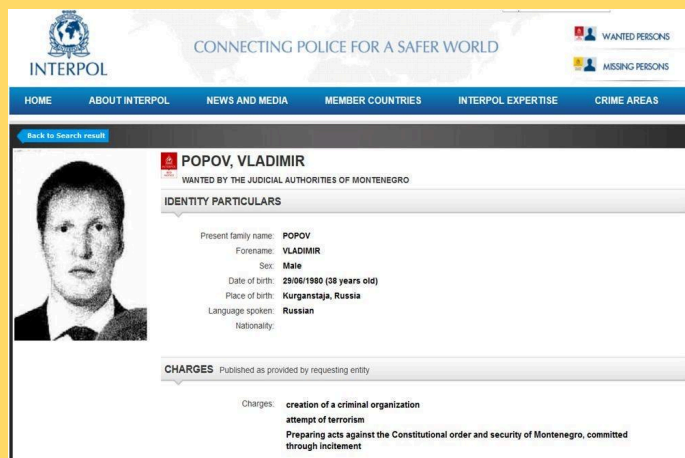 INTERPOL
CONNECTING POLICE FOR A SAFER WORLD
WANTED PERSONS
MISSING PERSONS
HOME ABOUT INTERPOL NEWS AND MEDIA MEMBER COUNTRIES INTERPOL EXPERTISE CRIME AREAS
Back to Search result
POPOV, VLADIMIR
WANTED BY THE JUDICIAL AUTHORITIES OF MONTENEGRO
IDENTITY PARTICULARS
Present family name: POPOV
Forename: VLADIMIR
Sex: Male
Date of birth: 29/06/1980 (38 years old)
Place of birth: Kurganstaja, Russia
Language spoken: Russian
Nationality:
CHARGES Published as provided by requesting entity
Charges: creation of a criminal organization
attempt of terrorism
Preparing acts against the Constitutional order and security of Montenegro, committed
through incitement